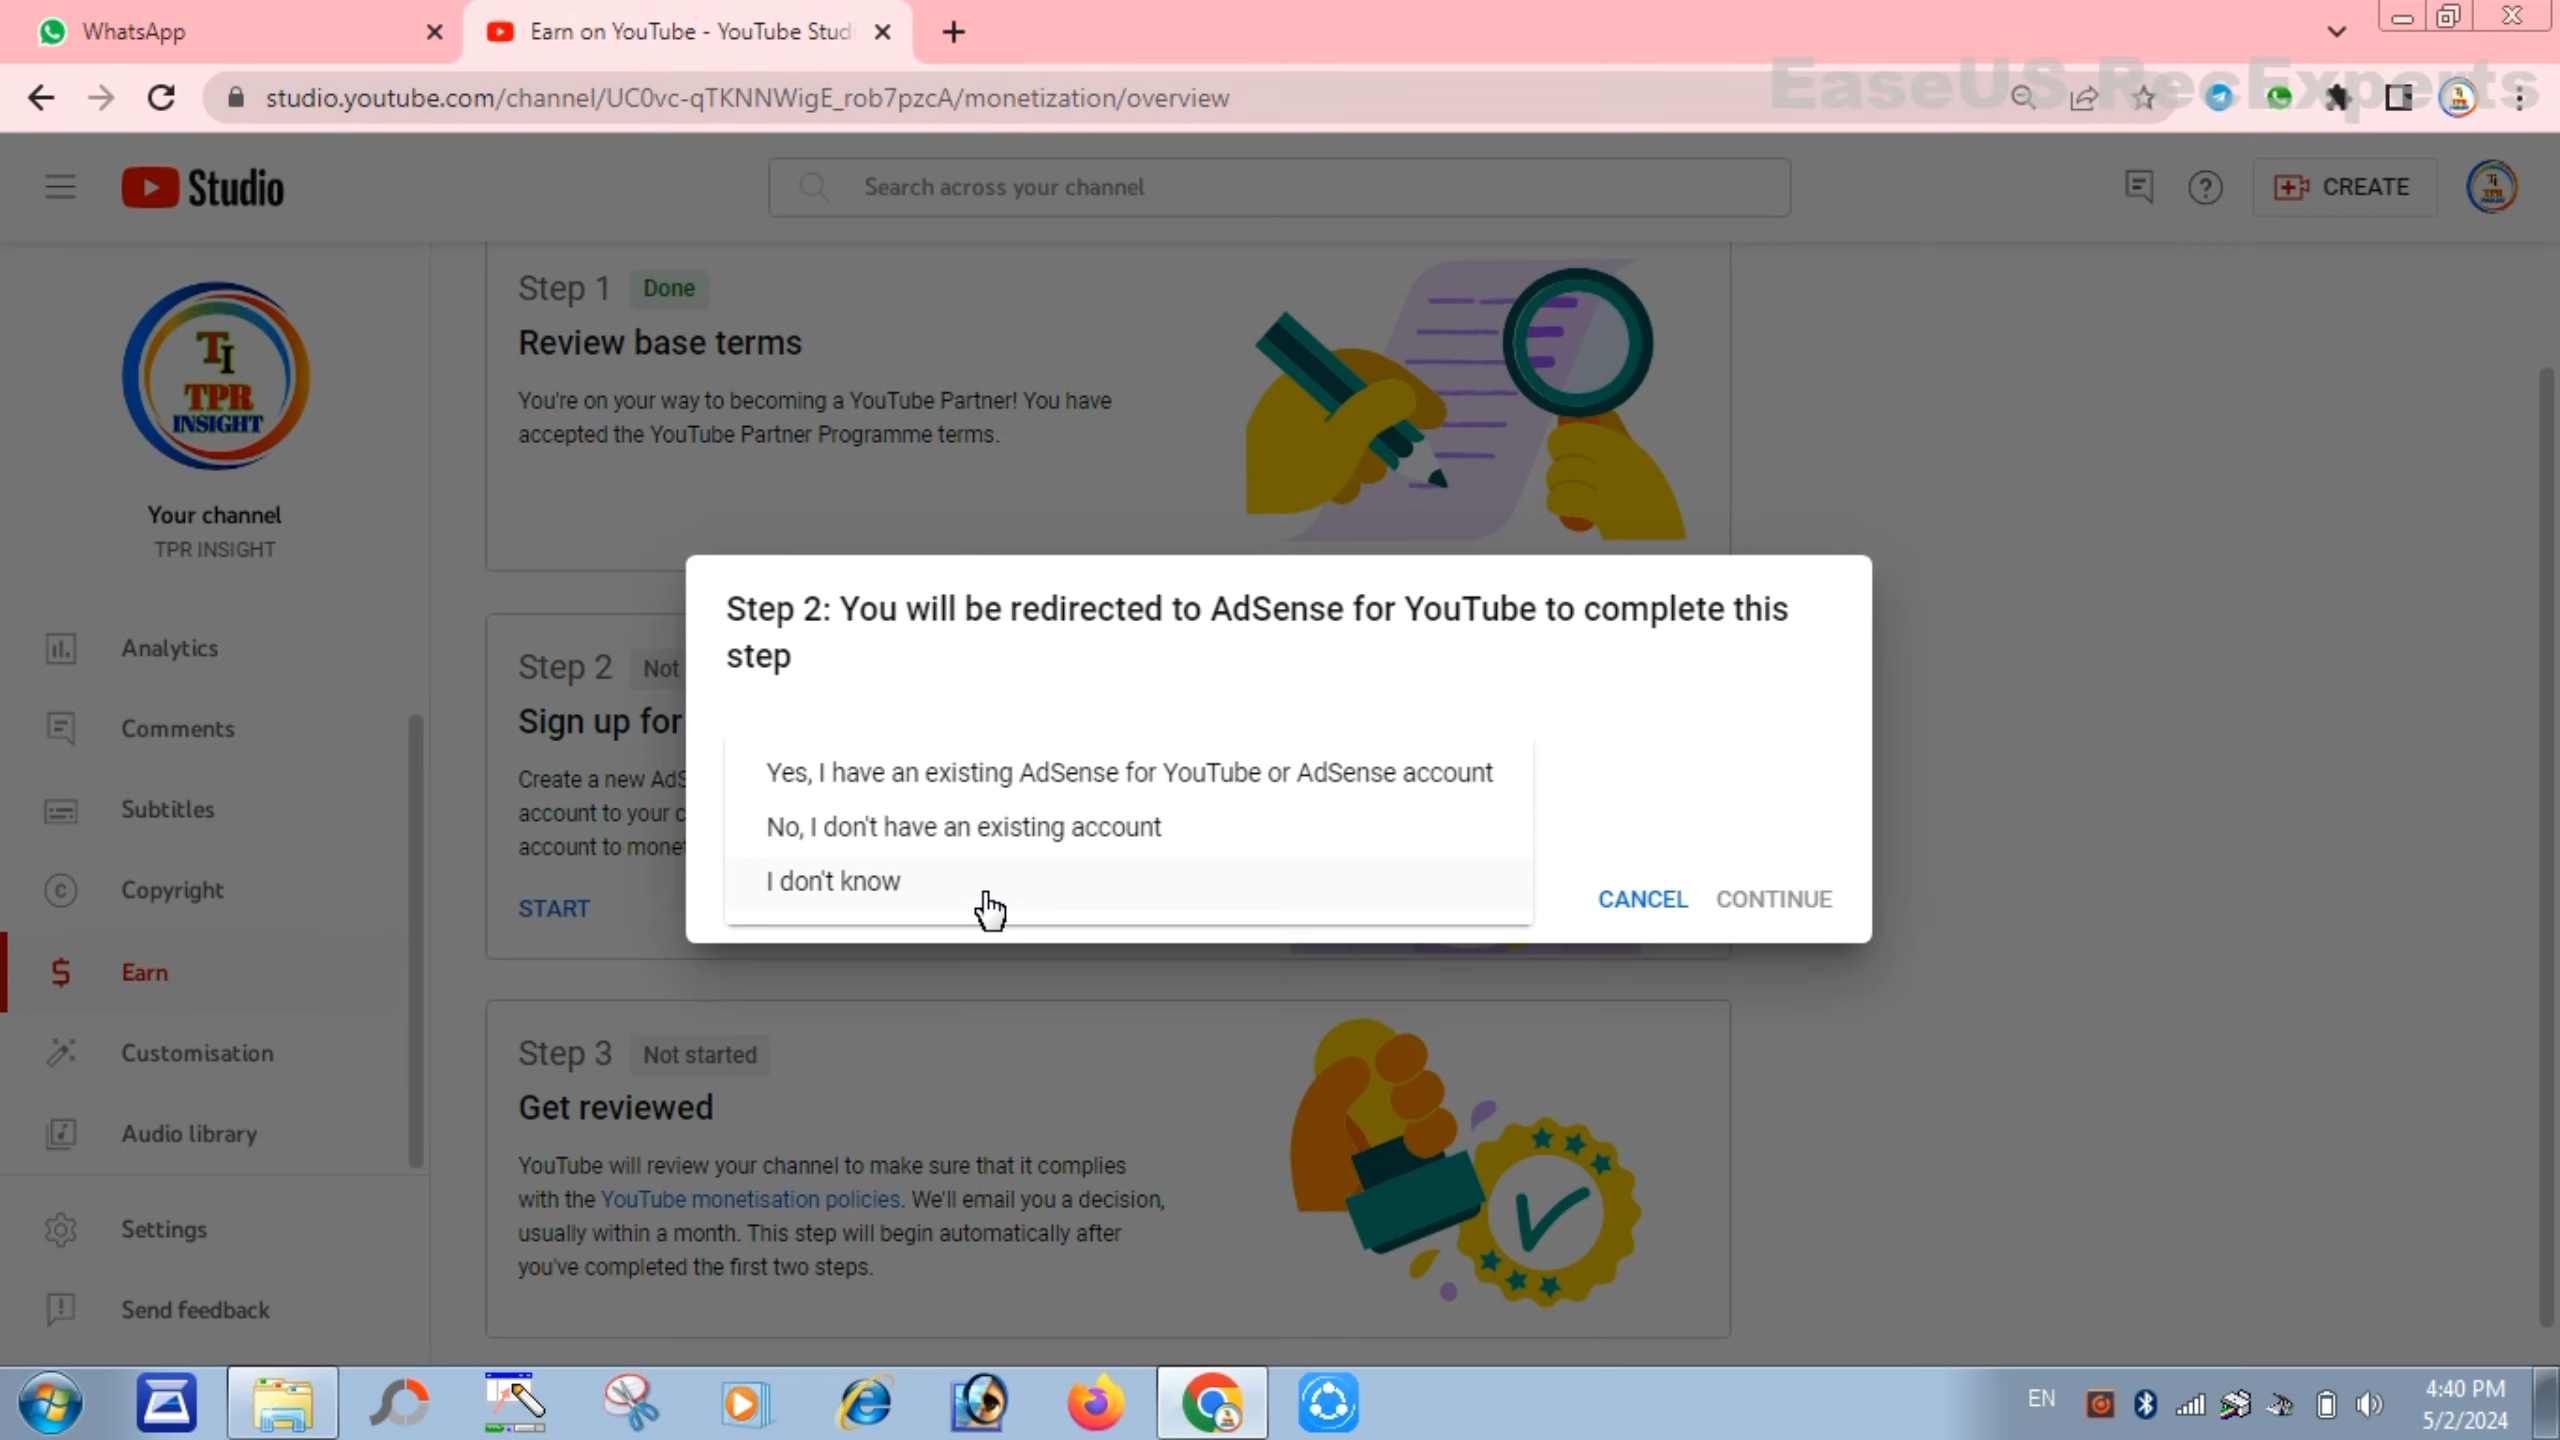 WhatsApp
Earn on YouTube - YouTube Studi
EaseUS RecExperts
studio.youtube.com/channel/UC0vc-qTKNNWigE_rob7pzcA/monetization/overview
Studio
Search across your channel
CREATE
TI
TPR
INSIGHT
Your channel
TPR INSIGHT
Analytics
Comments
Subtitles
Copyright
Earn
Customisation
Audio library
Settings
Send feedback
Step 1 Done
Review base terms
You're on your way to becoming a YouTube Partner! You have
accepted the YouTube Partner Programme terms.
Step 2 Not
Sign up for
Create a new AdS
account to your c
account to mone
START
Step 2: You will be redirected to AdSense for YouTube to complete this
step
Yes, I have an existing AdSense for YouTube or AdSense account
No, I don't have an existing account
I don't know
CANCEL CONTINUE
Step 3 Not started
Get reviewed
YouTube will review your channel to make sure that it complies
with the YouTube monetisation policies. We'll email you a decision,
usually within a month. This step will begin automatically after
you've completed the first two steps.
EN
4:40 PM
5/2/2024